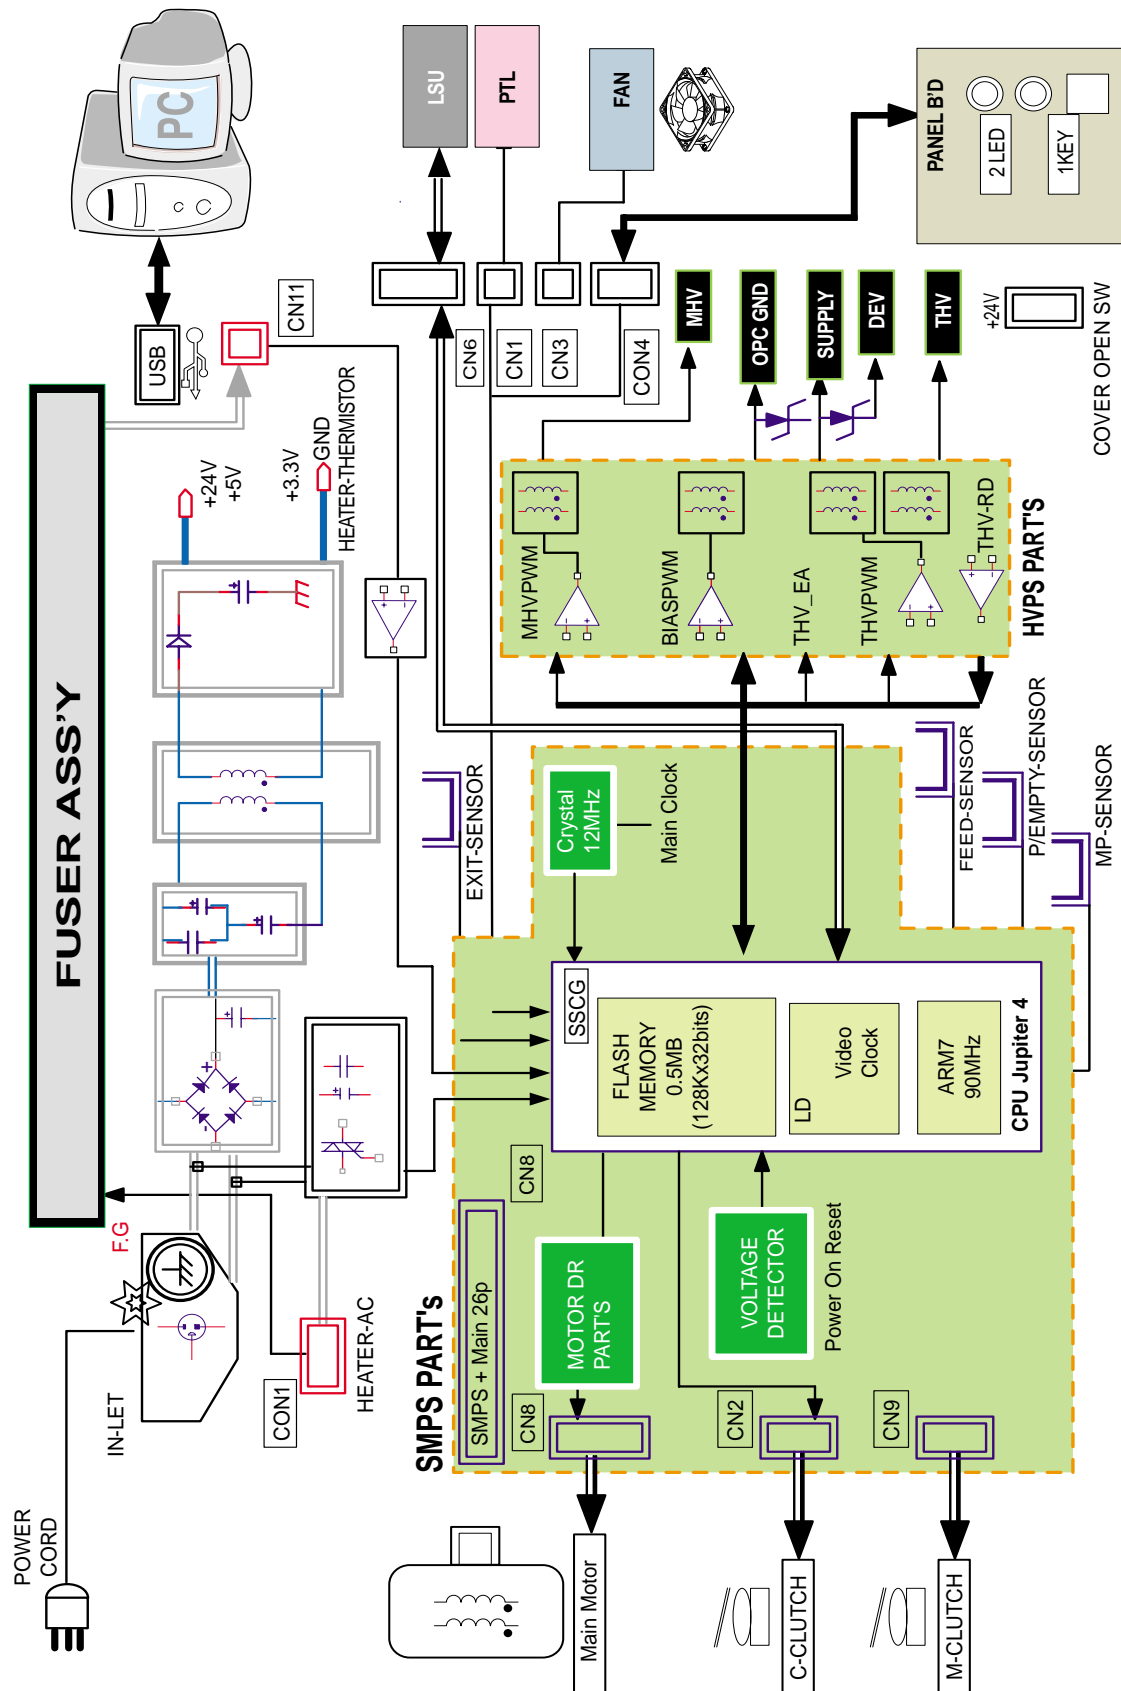 POWER
CORD
IN-LET
F.G
FUSER ASS'Y
PC
USB
CN11
+24V
+5V
+3.3V
GND
HEATER-THERMISTOR
CON1
HEATER-AC
LSU
PTL
FAN
PANEL B'D
2 LED
1KEY
CN6
CN1
CN3
CON4
MHV
OPC GND
SUPPLY
DEV
THV
+24V
COVER OPEN SW
MHVPWM
BIASPWM
THV_EA
THVPWM
THV-RD
HVPS PART'S
EXIT-SENSOR
FEED-SENSOR
P/EMPTY-SENSOR
MP-SENSOR
Crystal
12MHz
Main Clock
SSCG
FLASH
MEMORY
0.5MB
(128Kx32bits)
LD
Video
Clock
ARM7
90MHz
CPU Jupiter 4
SMPS PART's
SMPS + Main 26p
CN8
MOTOR DR
PART'S
VOLTAGE
DETECTOR
Power On Reset
CN8
CN2
CN9
Main Motor
C-CLUTCH
M-CLUTCH